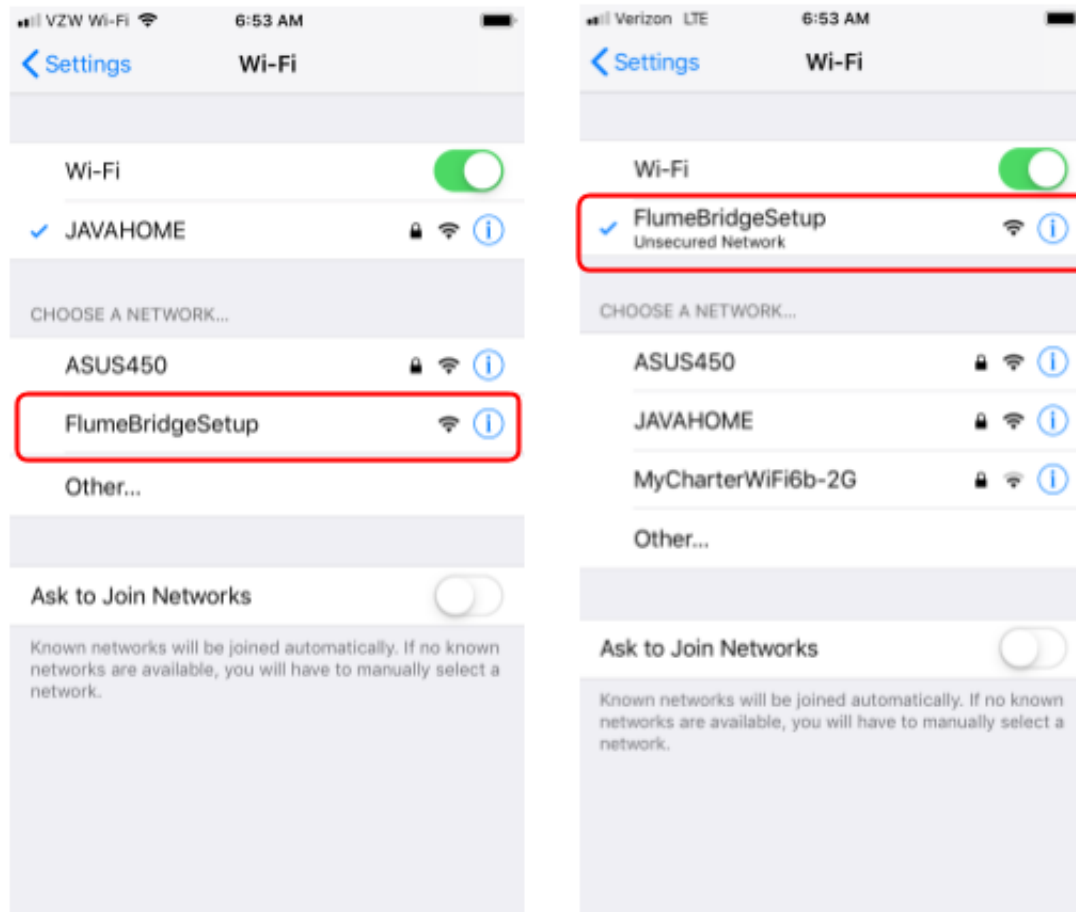 VZW Wi-Fi 6:53 AM
Settings Wi-Fi
Wi-Fi
JAVAHOME
CHOOSE A NETWORK...
ASUS450
FlumeBridgeSetup
Other...
Ask to Join Networks
Known networks will be joined automatically. If no known
networks are available, you will have to manually select a
network.
Verizon LTE 6:53 AM
Settings Wi-Fi
Wi-Fi
FlumeBridgeSetup
Unsecured Network
CHOOSE A NETWORK...
ASUS450
JAVAHOME
MyCharterWiFi6b-2G
Other...
Ask to Join Networks
Known networks will be joined automatically. If no known
networks are available, you will have to manually select a
network.